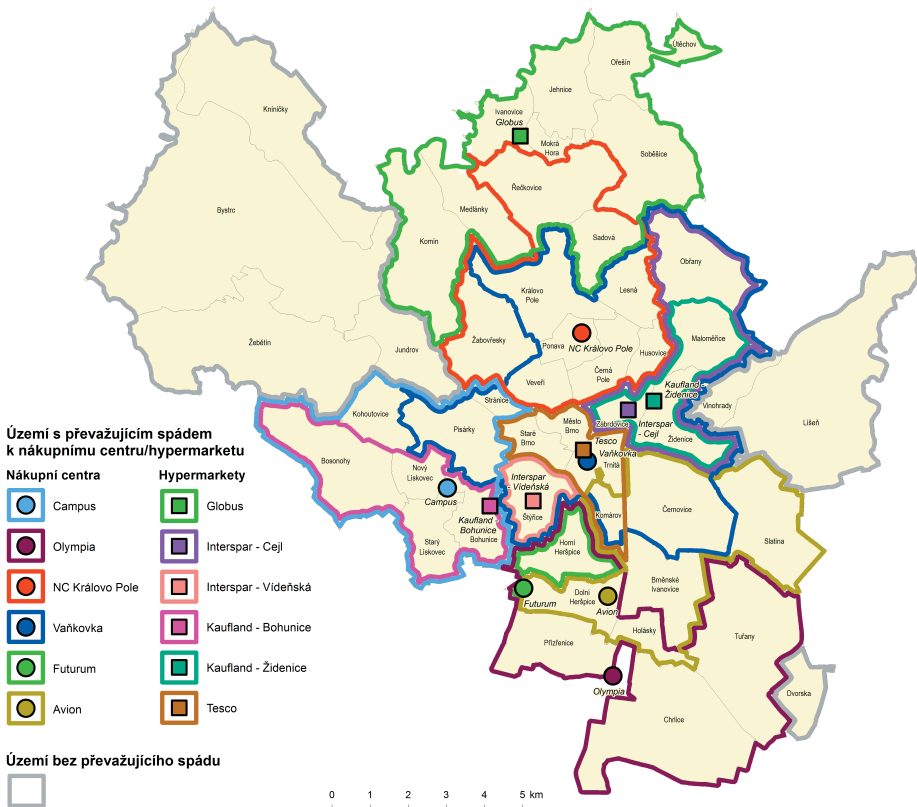 Útěchov
Ořešín
Jehnice
Kníničky
Ivanovice
Globus
Mokrá
Hora
Soběšice
Řečkovice
Medlánky
Bystrc
Komín
Sadová
Obřany
Královo
Pole
Lesná
Žebětín
Jundrov
Žabovřesky
Ponava
NC Královo Pole
Husovice
Maloměřice
Veveří
Černá
Pole
Kaufland -
Židenice
Stránice
Vinohrady
Kohoutovice
Pisárky
Staré
Brno
Město
Brno
Zábrdovice
Interspar
- Cejl
Židenice
Líšeň
Tesco
Vaňkovka
Trnitá
Bosonohy
Nový
Lískovec
Campus
Interspar
- Vídeňská
Štýřice
Kaufland -
Bohunice
Bohunice
Komárov
Černovice
Slatina
Starý
Lískovec
Horní
Heršpice
Brněnské
Ivanovice
Dolní
Heršpice
Futurum
Avion
Přízřenice
Holásky
Tuřany
Olympia
Dvorska
Chrlice
Území s převažujícím spádem
k nákupnímu centru/hypermarketu
Nákupní centra
Hypermarkety
Campus
Globus
Olympia
Interspar - Cejl
NC Královo Pole
Interspar - Vídeňská
Vaňkovka
Kaufland - Bohunice
Futurum
Kaufland - Židenice
Avion
Tesco
Území bez převažujícího spádu
0 1 2 3 4 5 km